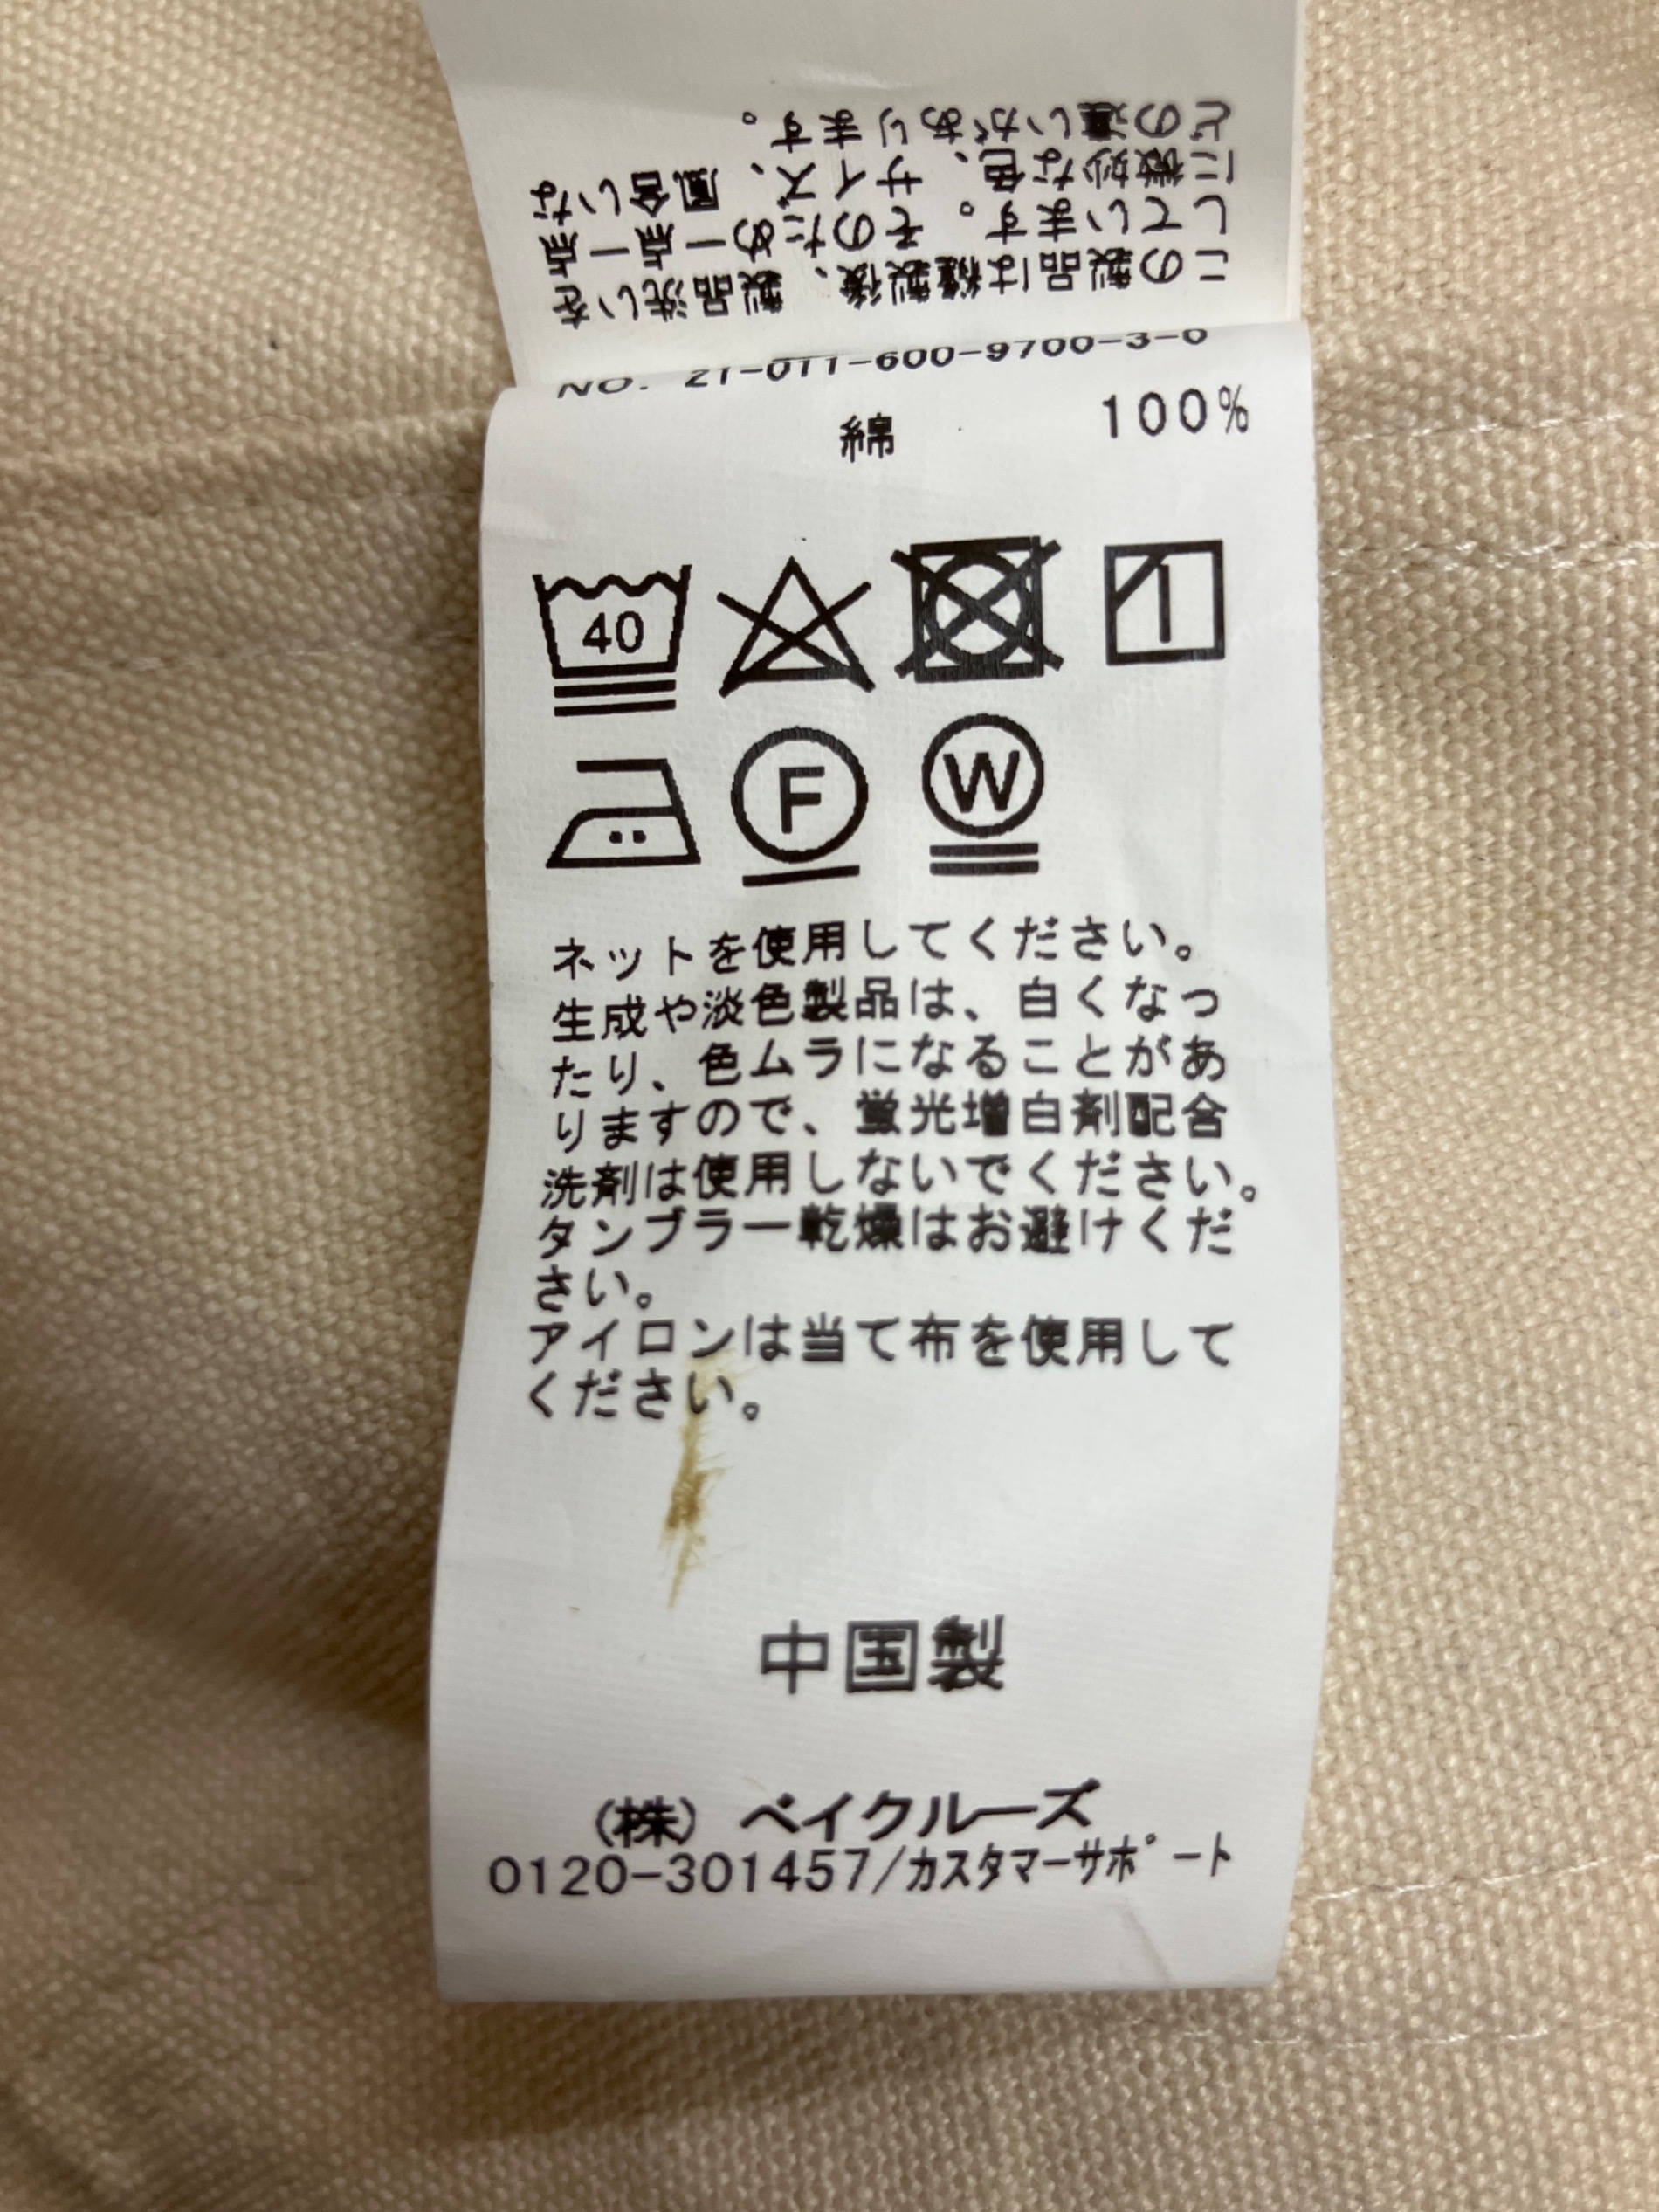 この製品は縫製後、製品洗いを
しています。そのため一点一点
に微妙な色、サイズ、風合いな
どの違いがあります。
NO. 21-011-600-9700-3-0
綿 100%
40
F
W
ネットを使用してください。
生成や淡色製品は、白くなっ
たり、色ムラになることがあ
りますので、蛍光増白剤配合
洗剤は使用しないでください。
タンブラー乾燥はお避けくだ
さい。
アイロンは当て布を使用して
ください。
中国製
(株) ベイクルーズ
0120-301457/カスタマーサポート